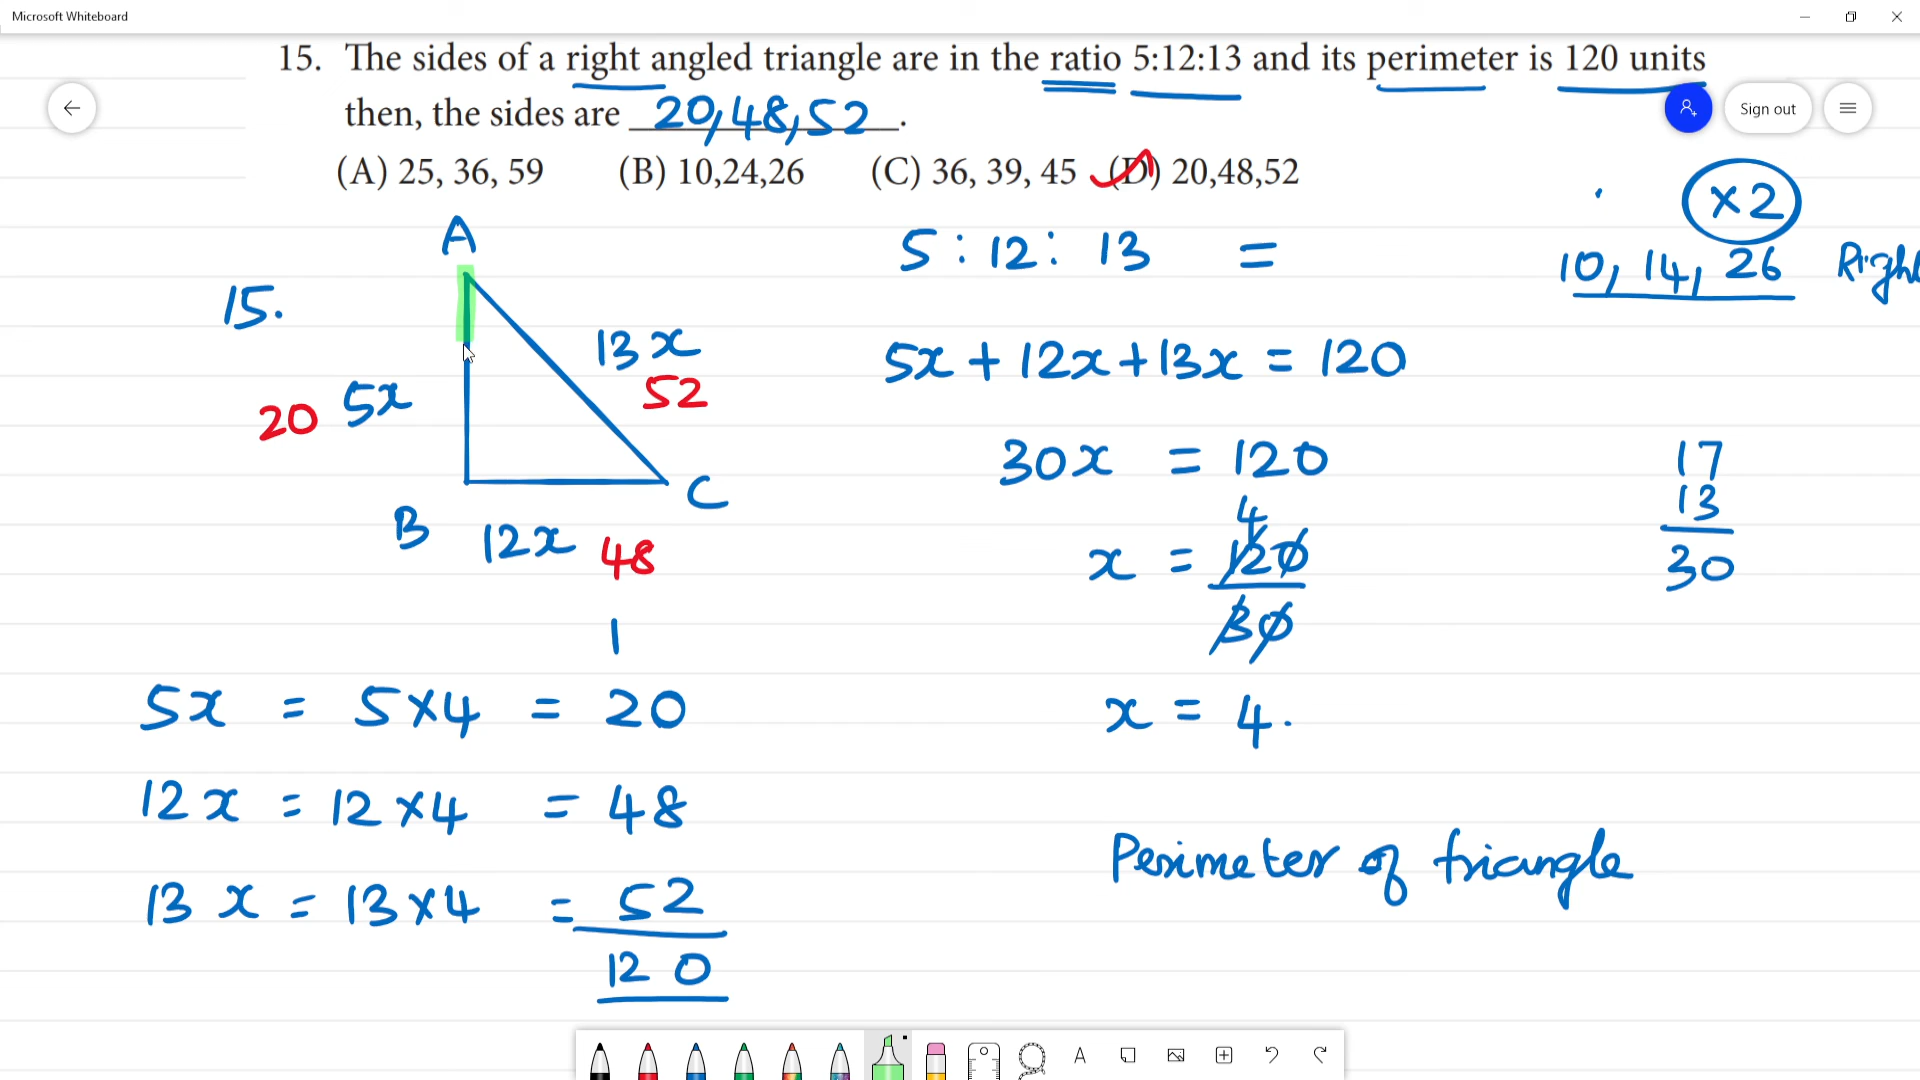 Microsoft Whiteboard
15. The sides of a right angled triangle are in the ratio 5:12:13 and its perimeter is 120 units
then, the sides are 20,48,52.
Sign out
(A) 25, 36, 59 (B) 10,24,26 (C) 36, 39, 45 (D) 20,48,52
×2
A
5 : 12 : 13 =
10, 14, 26 Right
15.
13x
5x + 12x + 13x = 120
52
5x
20
30x = 120
17
13
30
C
B 12x 48
4
x = 120
30
1
5x = 5×4 = 20
x = 4.
12x = 12×4 = 48
Perimeter of triangle
13x = 13×4 = 52
120
A